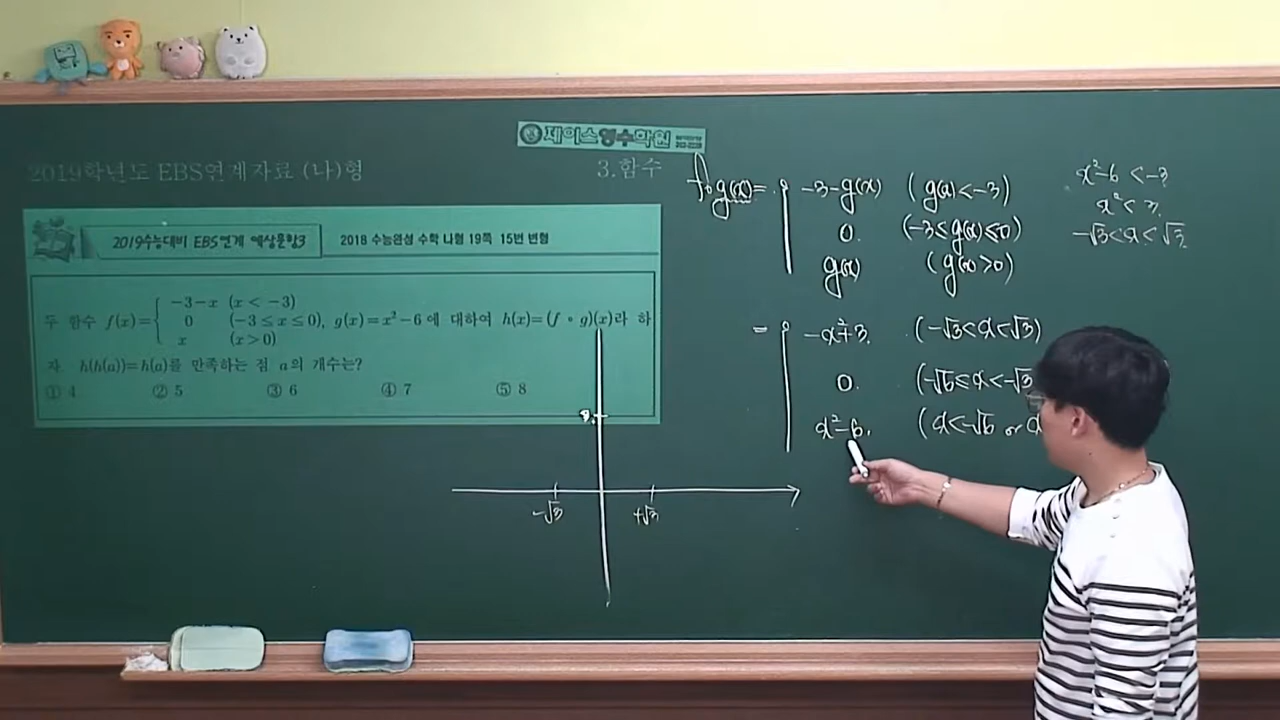 제이스영수학원
2019학년도 EBS연계자료 (나)형
3.함수
2019수능대비 EBS연계 예상문항3
2018 수능완성 수학 나형 19쪽 15번 변형
두 함수 f(x)={ -3-x (x < -3)
0 (-3≤x≤0), g(x)=x²-6에 대하여 h(x)=(f∘g)(x)라 하
x (x>0)
자. h(h(a))=h(a)를 만족하는 점 a의 개수는?
① 4 ② 5 ③ 6 ④ 7 ⑤ 8
3
-√3 +√3
f∘g(x)= -3-g(x) (g(x)<-3)
0. (-3≤g(x)≤0)
g(x) (g(x)>0)
= -x²+3. (-√3<x<√3)
0. (-√6≤x<-√3
x²-6. (x<-√6 or x
x²-6 <-3
x² < 3.
-√3<x<√3